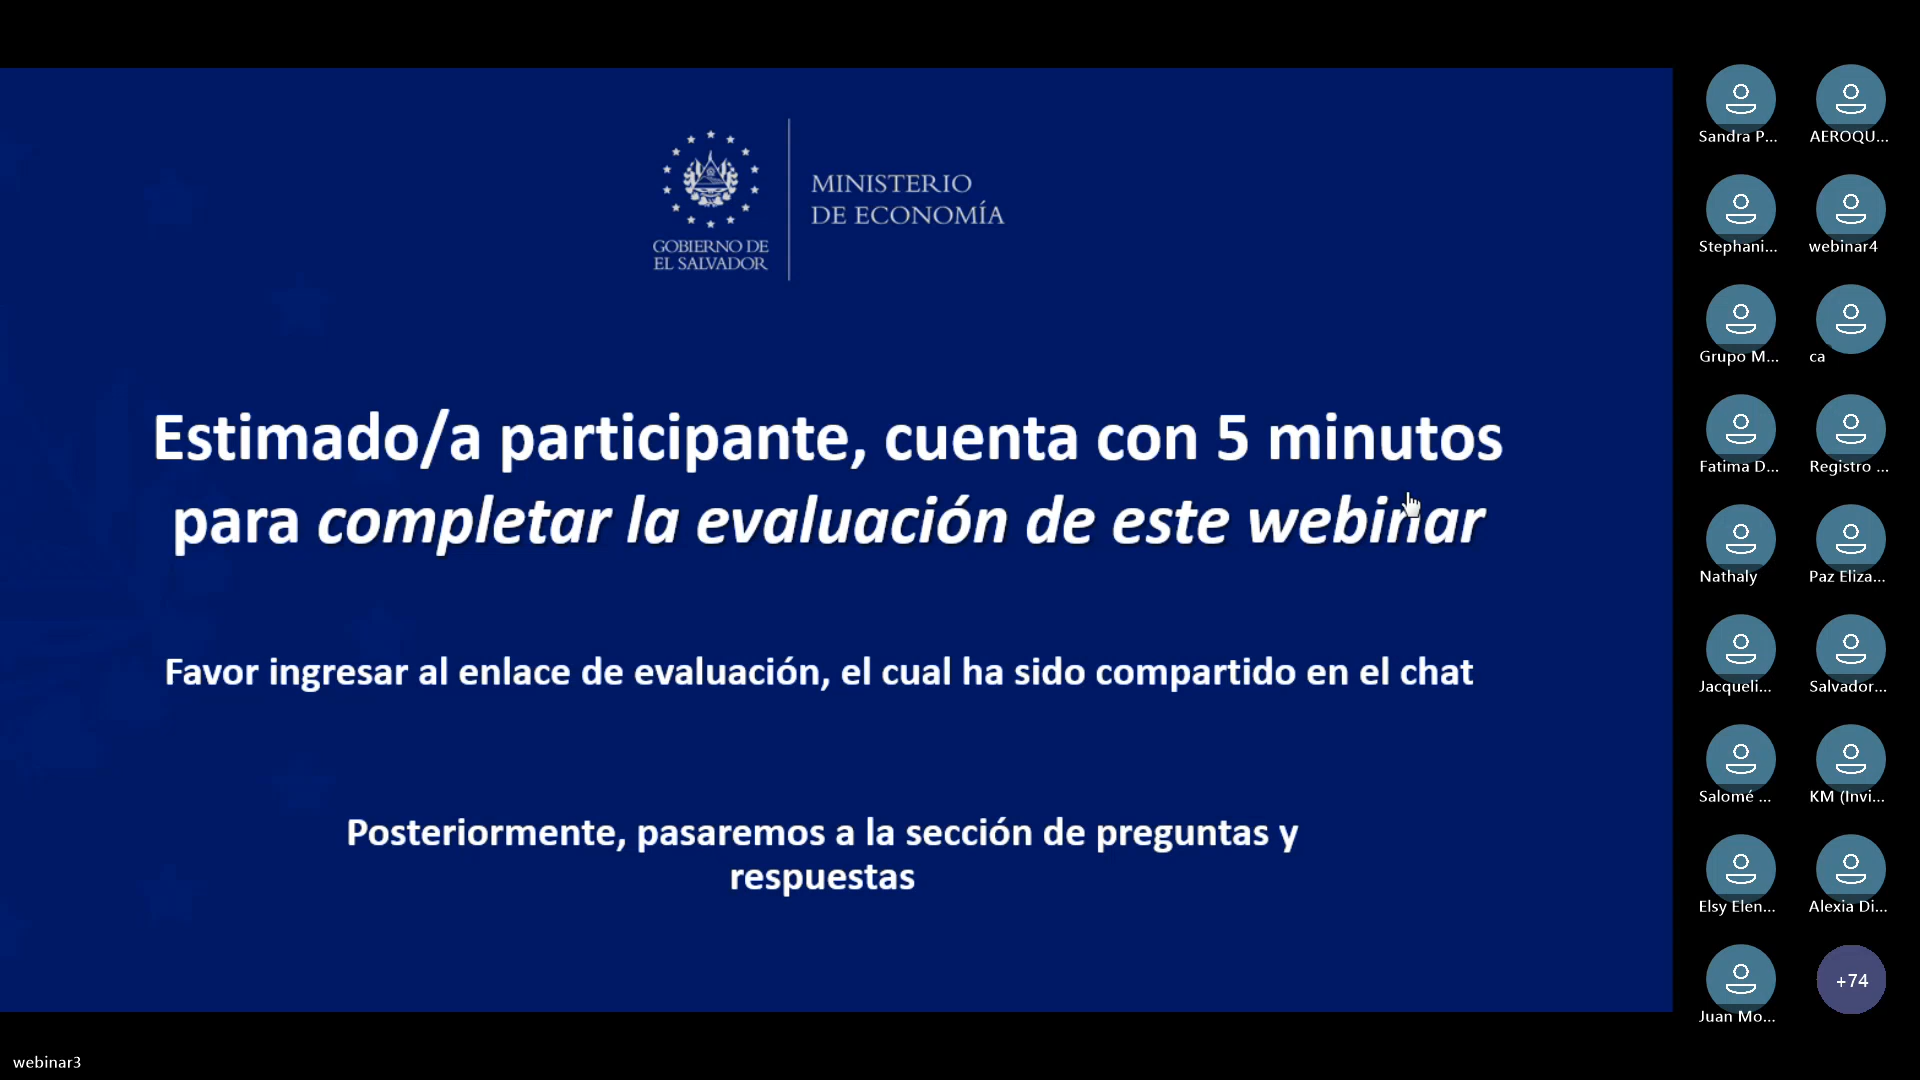 GOBIERNO DE
EL SALVADOR
MINISTERIO
DE ECONOMÍA
Estimado/a participante, cuenta con 5 minutos
para completar la evaluación de este webinar
Favor ingresar al enlace de evaluación, el cual ha sido compartido en el chat
Posteriormente, pasaremos a la sección de preguntas y
respuestas
Sandra P...
AEROQU...
Stephani...
webinar4
Grupo M...
ca
Fatima D...
Registro ...
Nathaly
Paz Eliza...
Jacqueli...
Salvador...
Salomé ...
KM (Invi...
Elsy Elen...
Alexia Di...
Juan Mo...
+74
webinar3